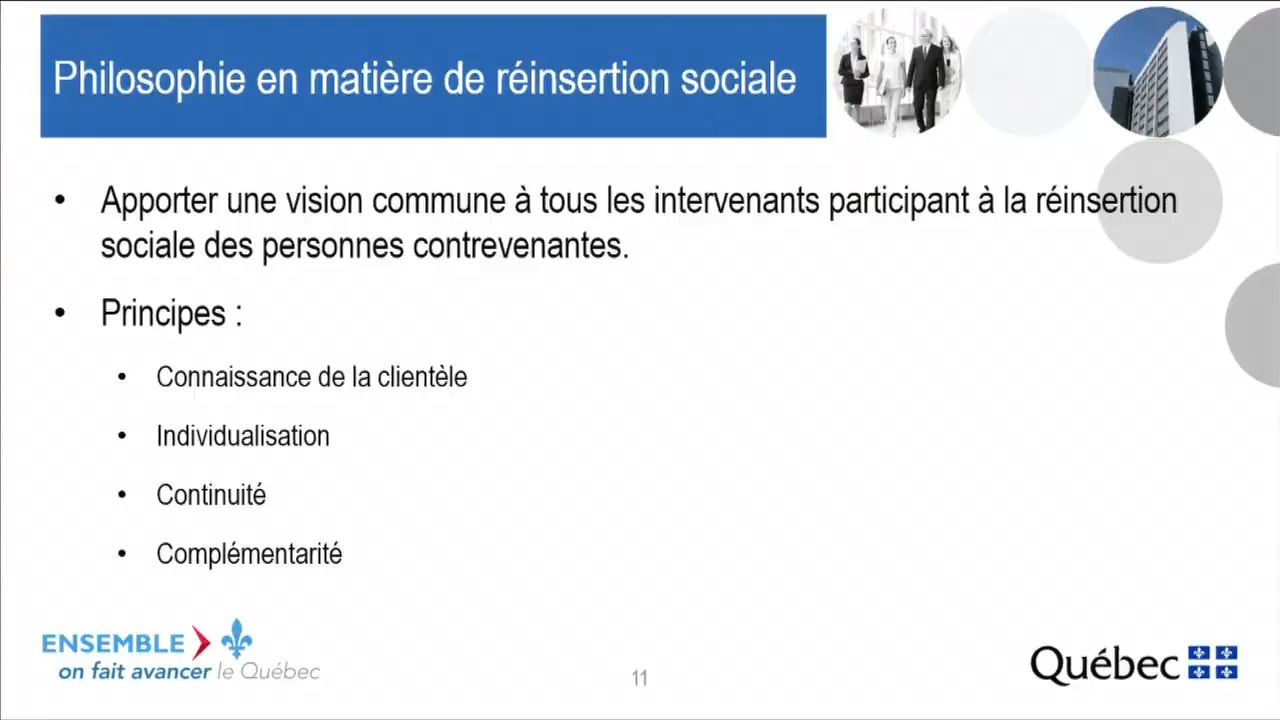 Philosophie en matière de réinsertion sociale
• Apporter une vision commune à tous les intervenants participant à la réinsertion
sociale des personnes contrevenantes.
• Principes :
• Connaissance de la clientèle
• Individualisation
• Continuité
• Complémentarité
ENSEMBLE
on fait avancer le Québec
11
Québec